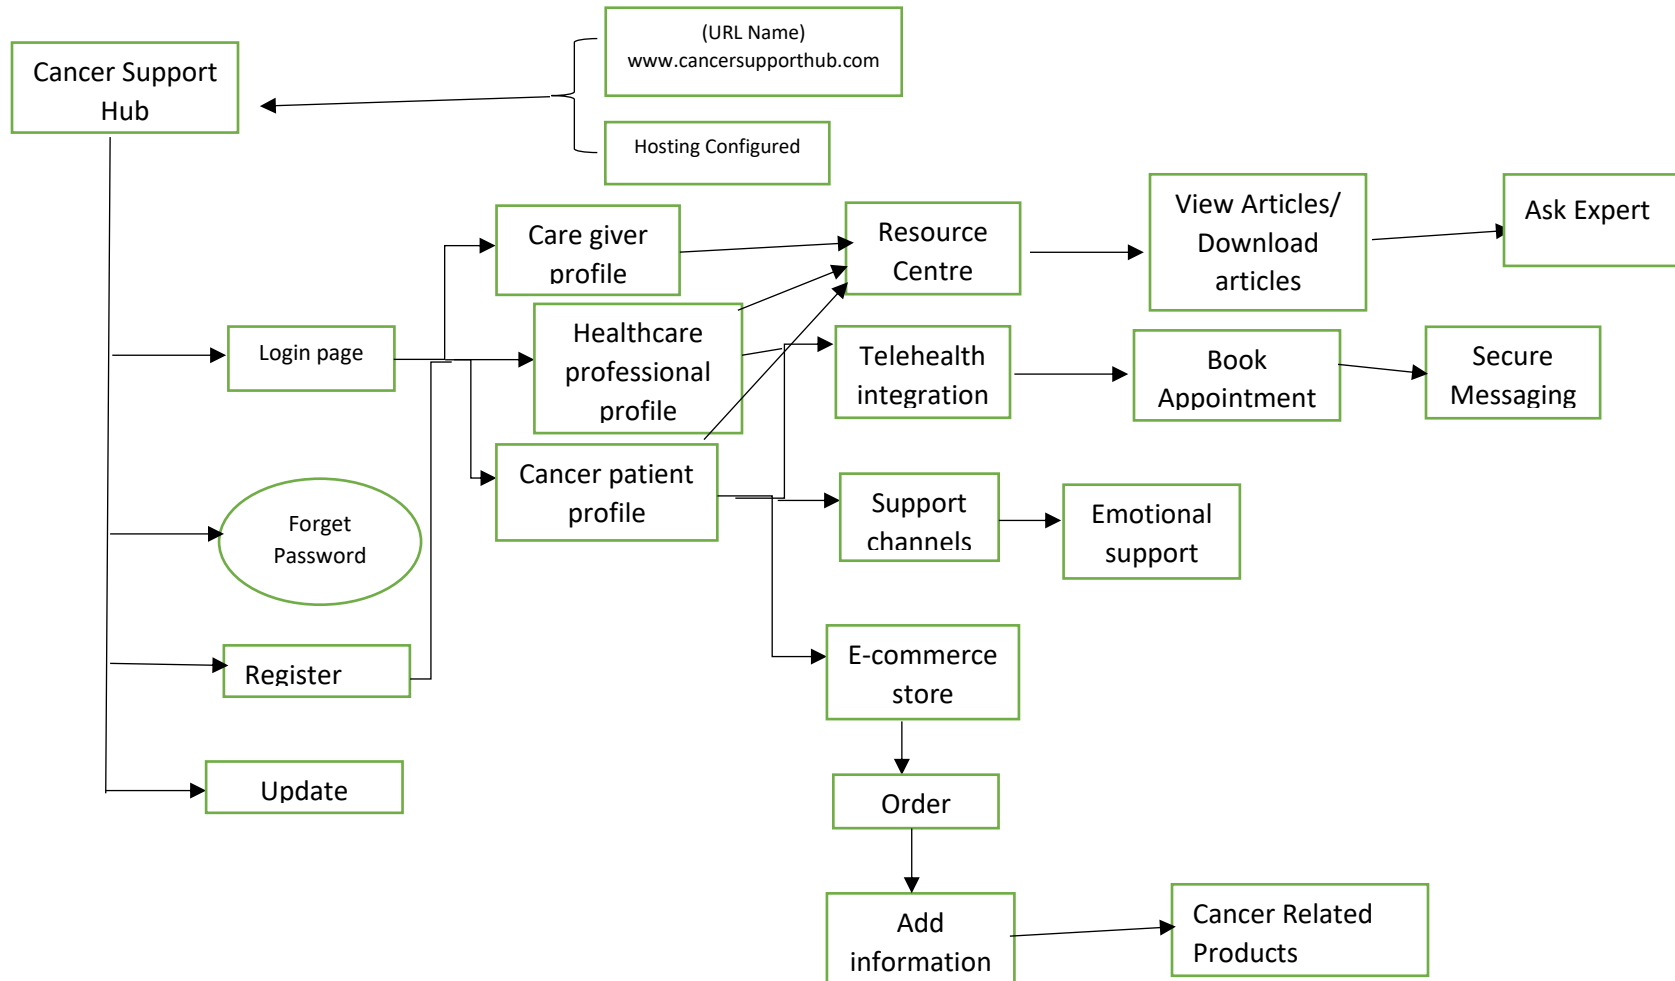 (URL Name)
www.cancersupporthub.com
Cancer Support
Hub
Hosting Configured
Care giver
profile
Resource
Centre
View Articles/
Download
articles
Ask Expert
Login page
Healthcare
professional
profile
Telehealth
integration
Book
Appointment
Secure
Messaging
Cancer patient
profile
Support
channels
Emotional
support
Forget
Password
Register
E-commerce
store
Update
Order
Add
information
Cancer Related
Products